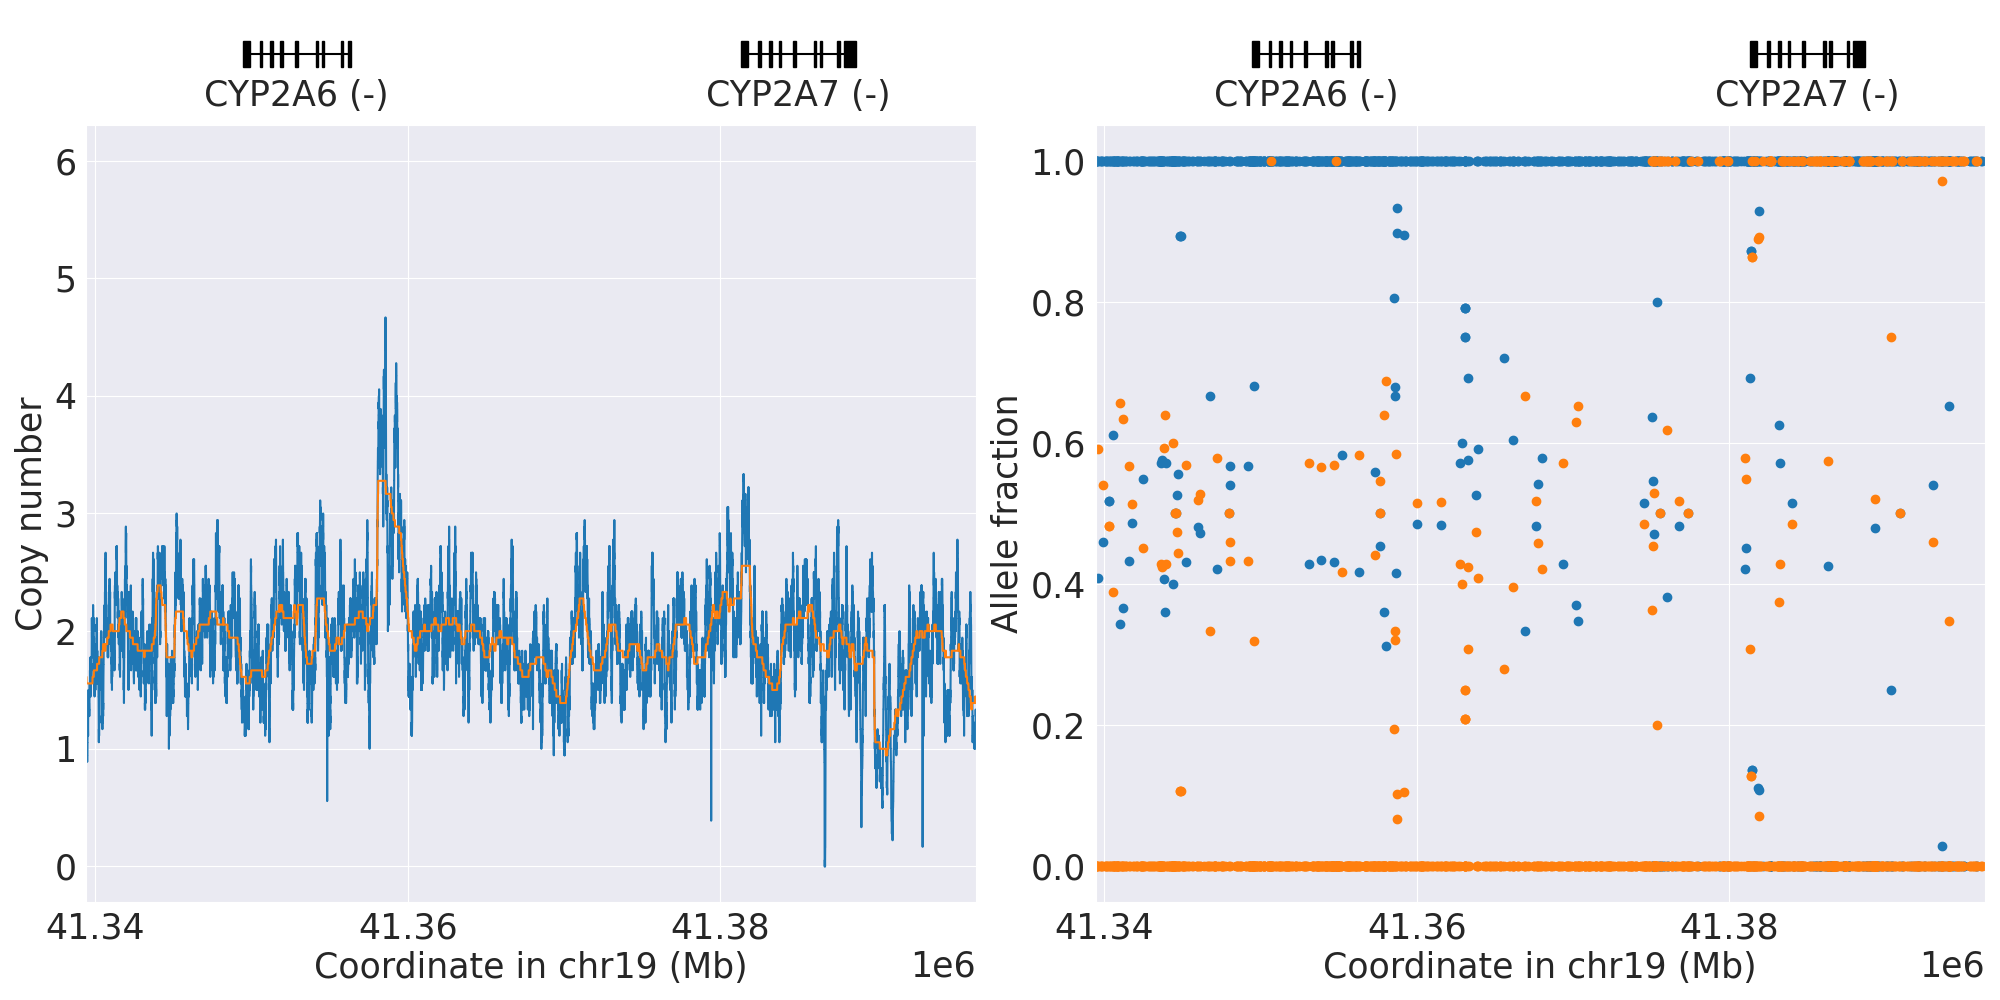 CYP2A6 (-)
CYP2A7 (-)
CYP2A6 (-)
CYP2A7 (-)
6
5
4
3
2
1
0
Copy number
41.34
41.36
41.38
Coordinate in chr19 (Mb)
1e6
1.0
0.8
0.6
0.4
0.2
0.0
Allele fraction
41.34
41.36
41.38
Coordinate in chr19 (Mb)
1e6